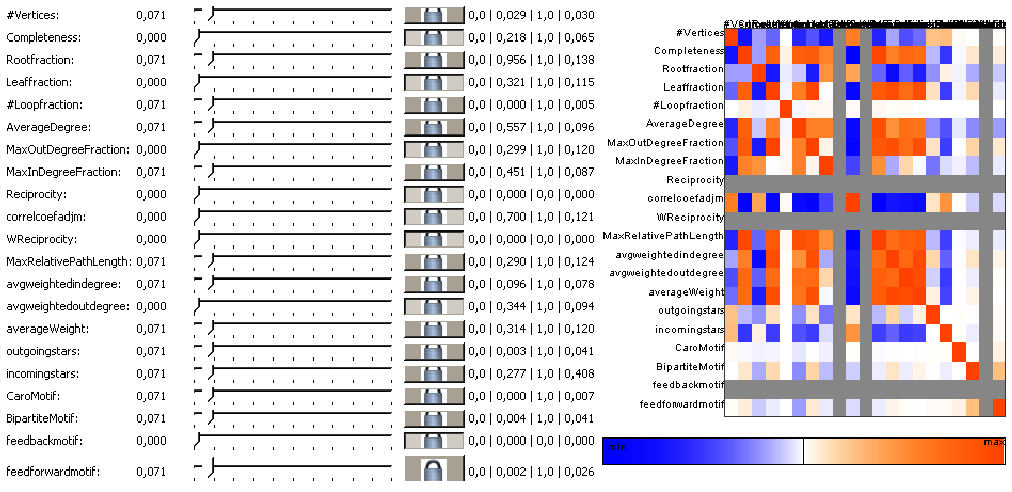 #Vertices: 0,071 0,0 | 0,029 | 1,0 | 0,030
Completeness: 0,000 0,0 | 0,218 | 1,0 | 0,065
Rootfraction: 0,071 0,0 | 0,956 | 1,0 | 0,138
Leaffraction: 0,000 0,0 | 0,321 | 1,0 | 0,115
#Loopfraction: 0,071 0,0 | 0,000 | 1,0 | 0,005
AverageDegree: 0,071 0,0 | 0,557 | 1,0 | 0,096
MaxOutDegreeFraction: 0,000 0,0 | 0,299 | 1,0 | 0,120
MaxInDegreeFraction: 0,071 0,0 | 0,451 | 1,0 | 0,087
Reciprocity: 0,000 0,0 | 0,000 | 0,0 | 0,000
correlcoefadjm: 0,000 0,0 | 0,700 | 1,0 | 0,121
WReciprocity: 0,000 0,0 | 0,000 | 0,0 | 0,000
MaxRelativePathLength: 0,071 0,0 | 0,290 | 1,0 | 0,124
avgweightedindegree: 0,071 0,0 | 0,096 | 1,0 | 0,078
avgweightedoutdegree: 0,000 0,0 | 0,344 | 1,0 | 0,094
averageWeight: 0,071 0,0 | 0,314 | 1,0 | 0,120
outgoingstars: 0,071 0,0 | 0,003 | 1,0 | 0,041
incomingstars: 0,071 0,0 | 0,277 | 1,0 | 0,408
CaroMotif: 0,071 0,0 | 0,000 | 1,0 | 0,007
BipartiteMotif: 0,071 0,0 | 0,004 | 1,0 | 0,041
feedbackmotif: 0,000 0,0 | 0,000 | 0,0 | 0,000
feedforwardmotif: 0,071 0,0 | 0,002 | 1,0 | 0,026
#Vertices
Completeness
Rootfraction
Leaffraction
#Loopfraction
AverageDegree
MaxOutDegreeFraction
MaxInDegreeFraction
Reciprocity
correlcoefadjm
WReciprocity
MaxRelativePathLength
avgweightedindegree
avgweightedoutdegree
averageWeight
outgoingstars
incomingstars
CaroMotif
BipartiteMotif
feedbackmotif
feedforwardmotif
min max